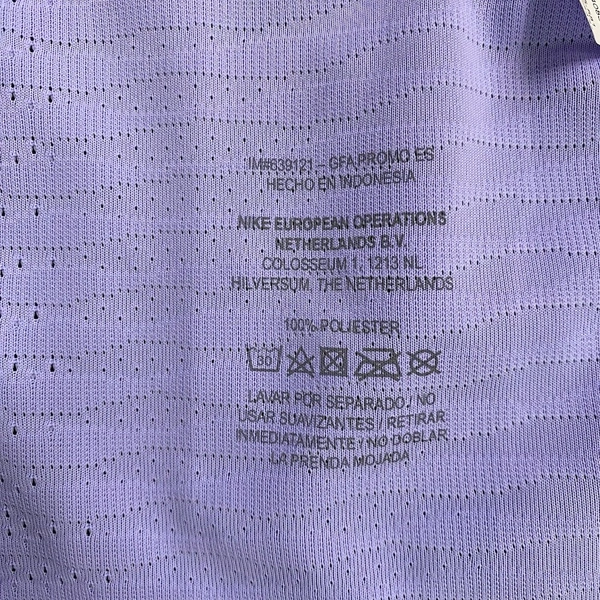 IM#639121 – GFA PROMO ES
HECHO EN INDONESIA
NIKE EUROPEAN OPERATIONS
NETHERLANDS B.V.
COLOSSEUM 1, 1213 NL
HILVERSUM, THE NETHERLANDS
100% POLIESTER
30
LAVAR POR SEPARADO / NO
USAR SUAVIZANTES / RETIRAR
INMEDIATAMENTE / NO DOBLAR
LA PRENDA MOJADA